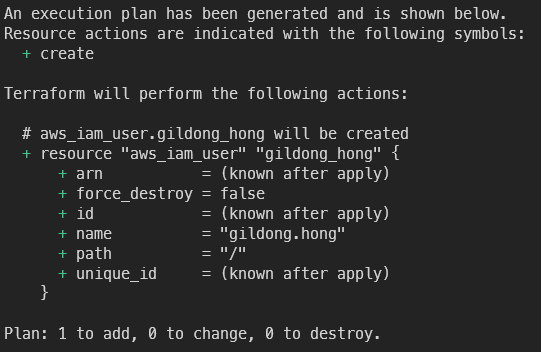 An execution plan has been generated and is shown below.
Resource actions are indicated with the following symbols:
  + create

Terraform will perform the following actions:

  # aws_iam_user.gildong_hong will be created
  + resource "aws_iam_user" "gildong_hong" {
      + arn           = (known after apply)
      + force_destroy = false
      + id            = (known after apply)
      + name          = "gildong.hong"
      + path          = "/"
      + unique_id     = (known after apply)
    }

Plan: 1 to add, 0 to change, 0 to destroy.